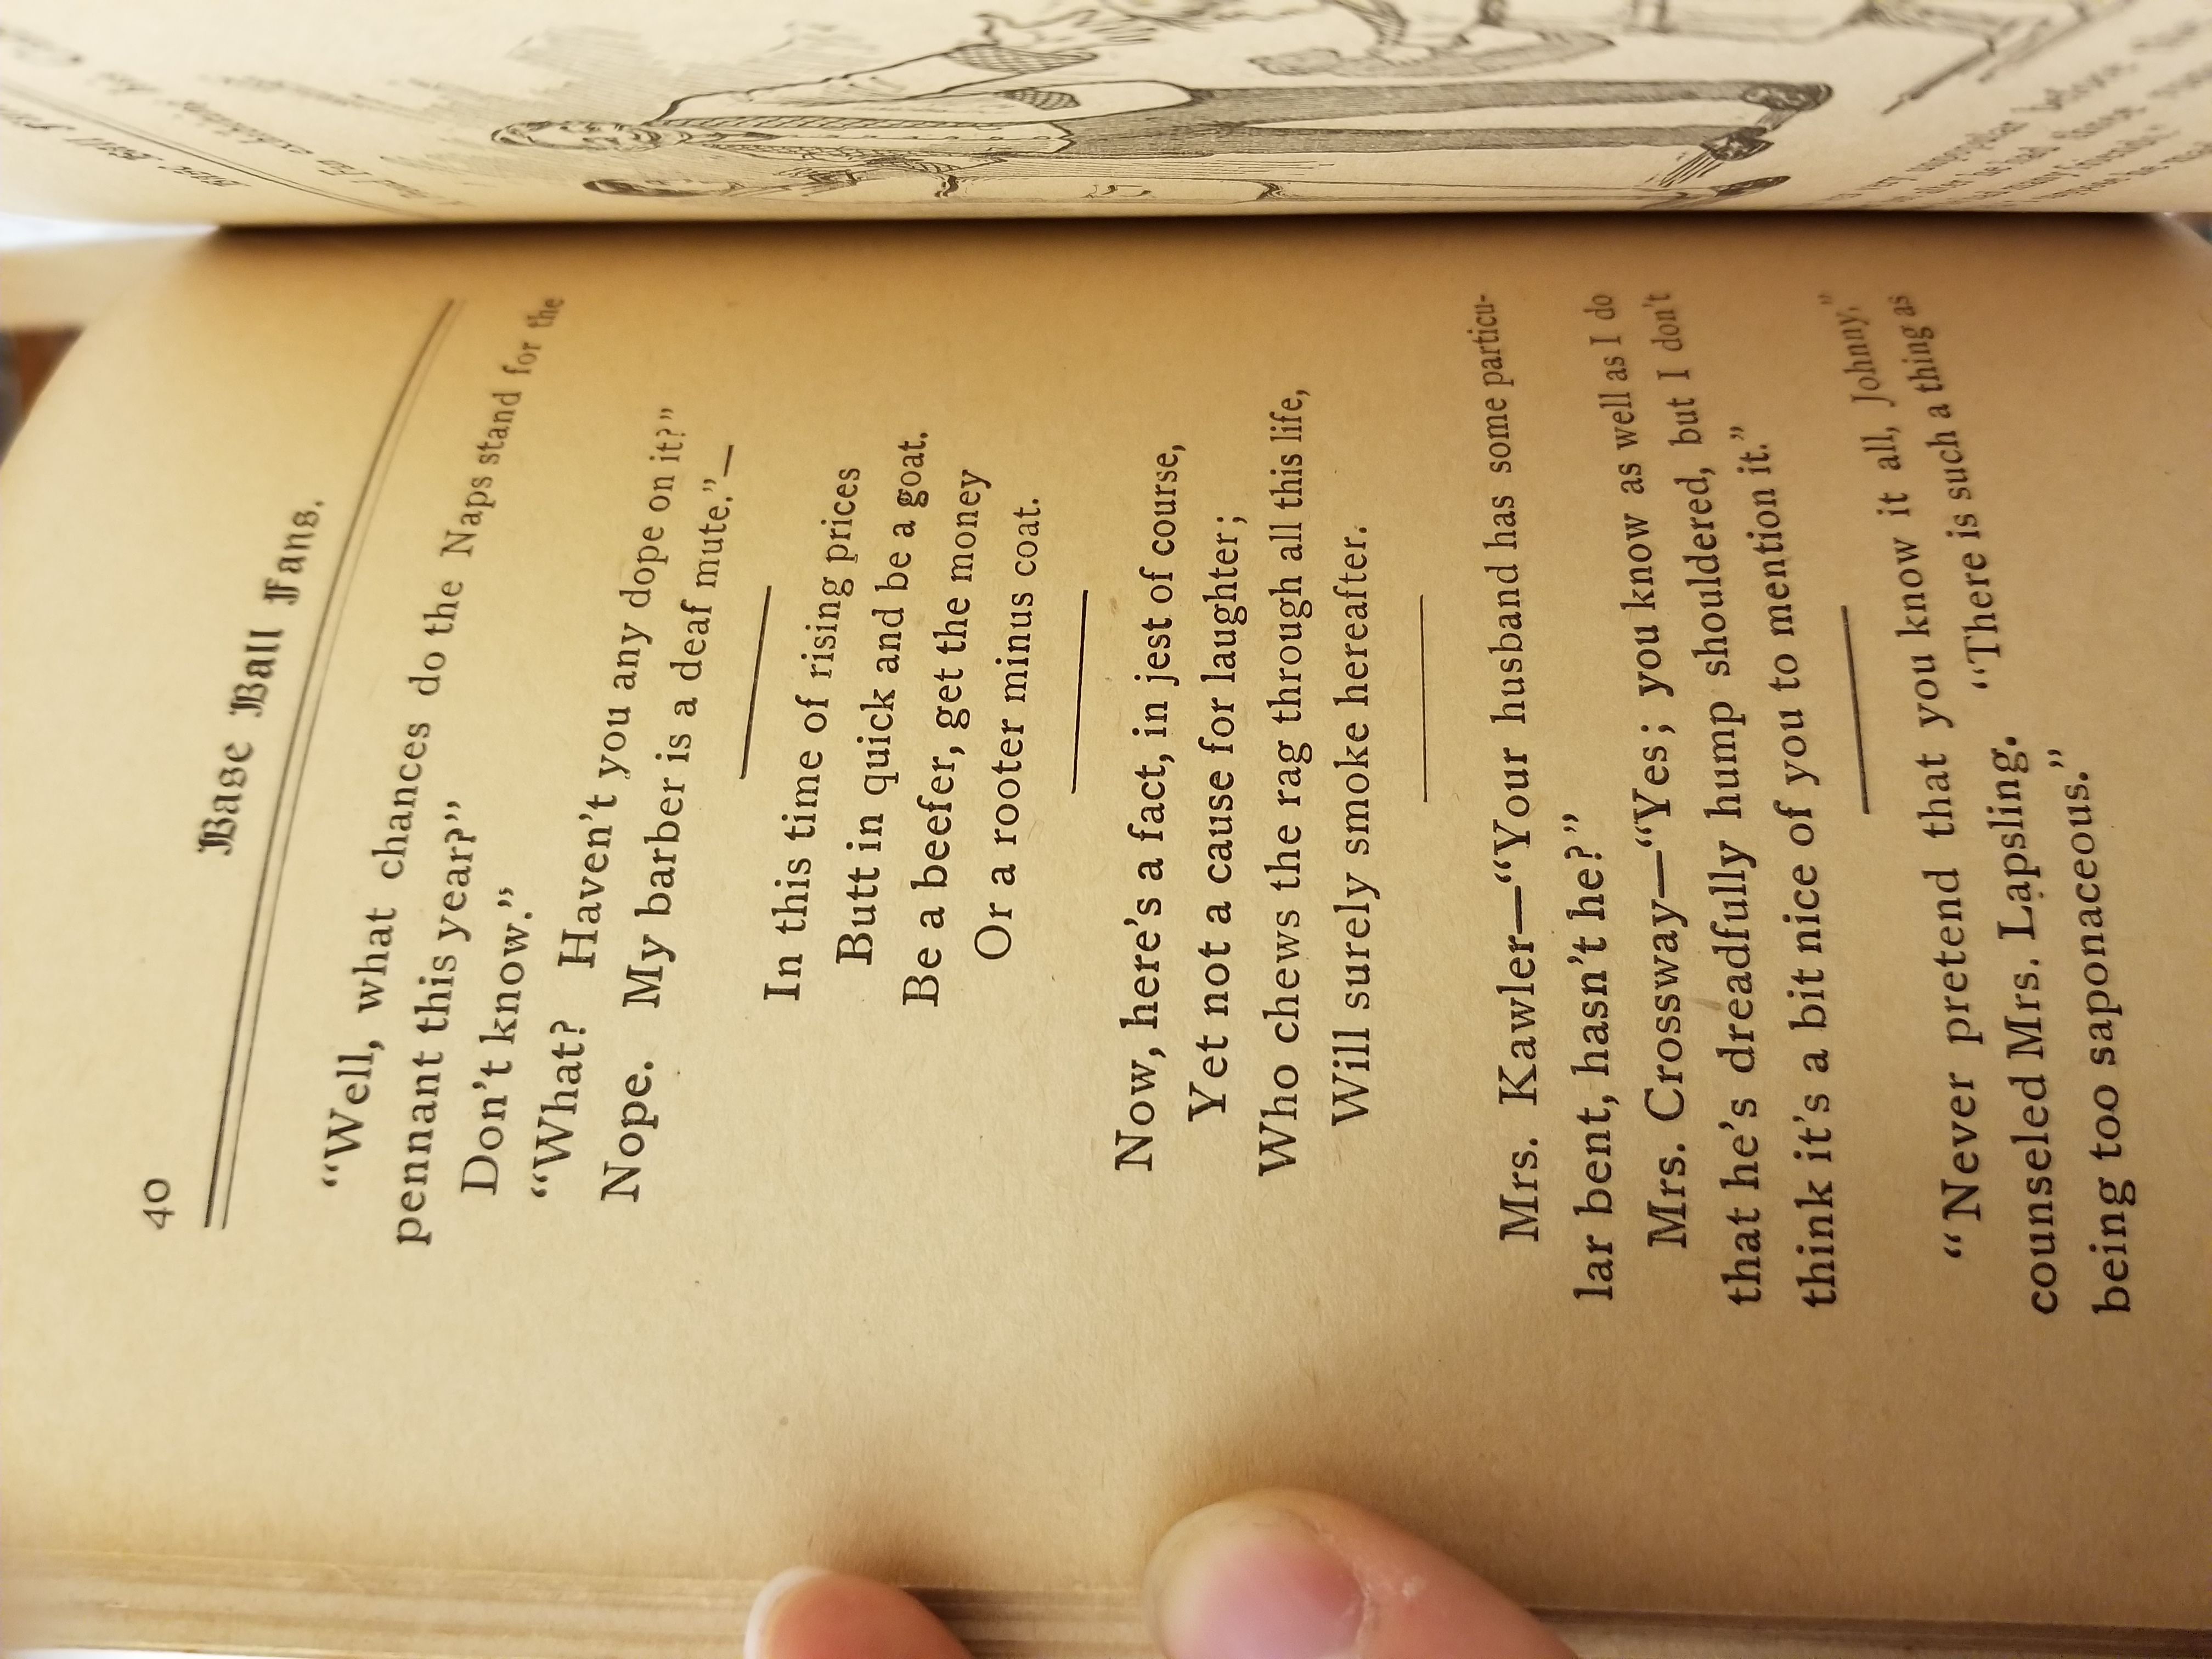 40
Base Ball Fans.
“Well, what chances do the Naps stand for the
pennant this year?”
Don’t know.”
“What? Haven’t you any dope on it?”
Nope. My barber is a deaf mute.”—
In this time of rising prices
Butt in quick and be a goat.
Be a beefer, get the money
Or a rooter minus coat.
Now, here’s a fact, in jest of course,
Yet not a cause for laughter;
Who chews the rag through all this life,
Will surely smoke hereafter.
Mrs. Kawler—“Your husband has some particu-
lar bent, hasn’t he?”
Mrs. Crossway—“Yes; you know as well as I do
that he’s dreadfully hump shouldered, but I don’t
think it’s a bit nice of you to mention it.”
“Never pretend that you know it all, Johnny,”
counseled Mrs. Lapsling. “There is such a thing as
being too saponaceous.”